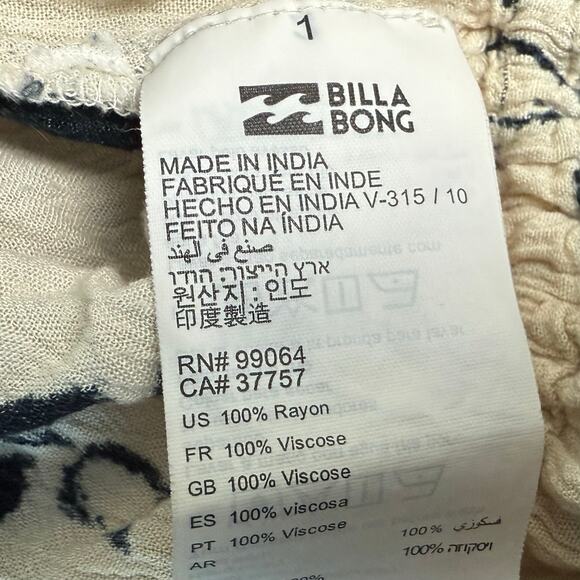 1
BILLA
BONG
MADE IN INDIA
FABRIQUÉ EN INDE
HECHO EN INDIA V-315 / 10
FEITO NA ÍNDIA
صنع في الهند
ארץ הייצור: הודו
원산지 : 인도
印度製造
RN# 99064
CA# 37757
US 100% Rayon
FR 100% Viscose
GB 100% Viscose
ES 100% viscosa
PT 100% Viscose
AR 100% فسكوزي
100% ויסקוזה